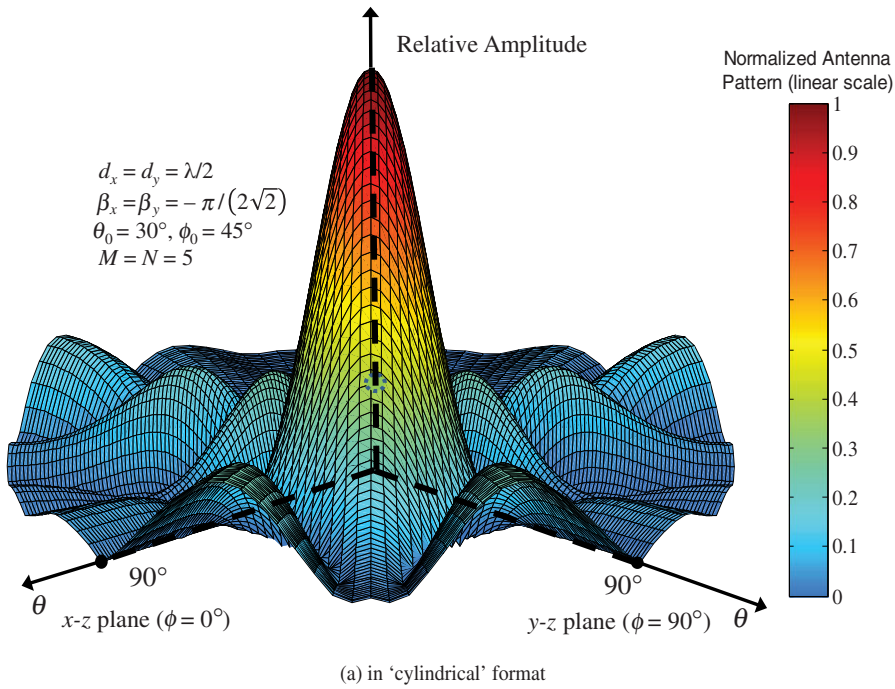 Relative Amplitude
Normalized Antenna
Pattern (linear scale)
d_x = d_y = λ/2
β_x = β_y = − π/(2√2)
θ_0 = 30°, ϕ_0 = 45°
M = N = 5
1
0.9
0.8
0.7
0.6
0.5
0.4
0.3
0.2
0.1
0
90°
θ
x-z plane (ϕ = 0°)
90°
θ
y-z plane (ϕ = 90°)
(a) in ‘cylindrical’ format